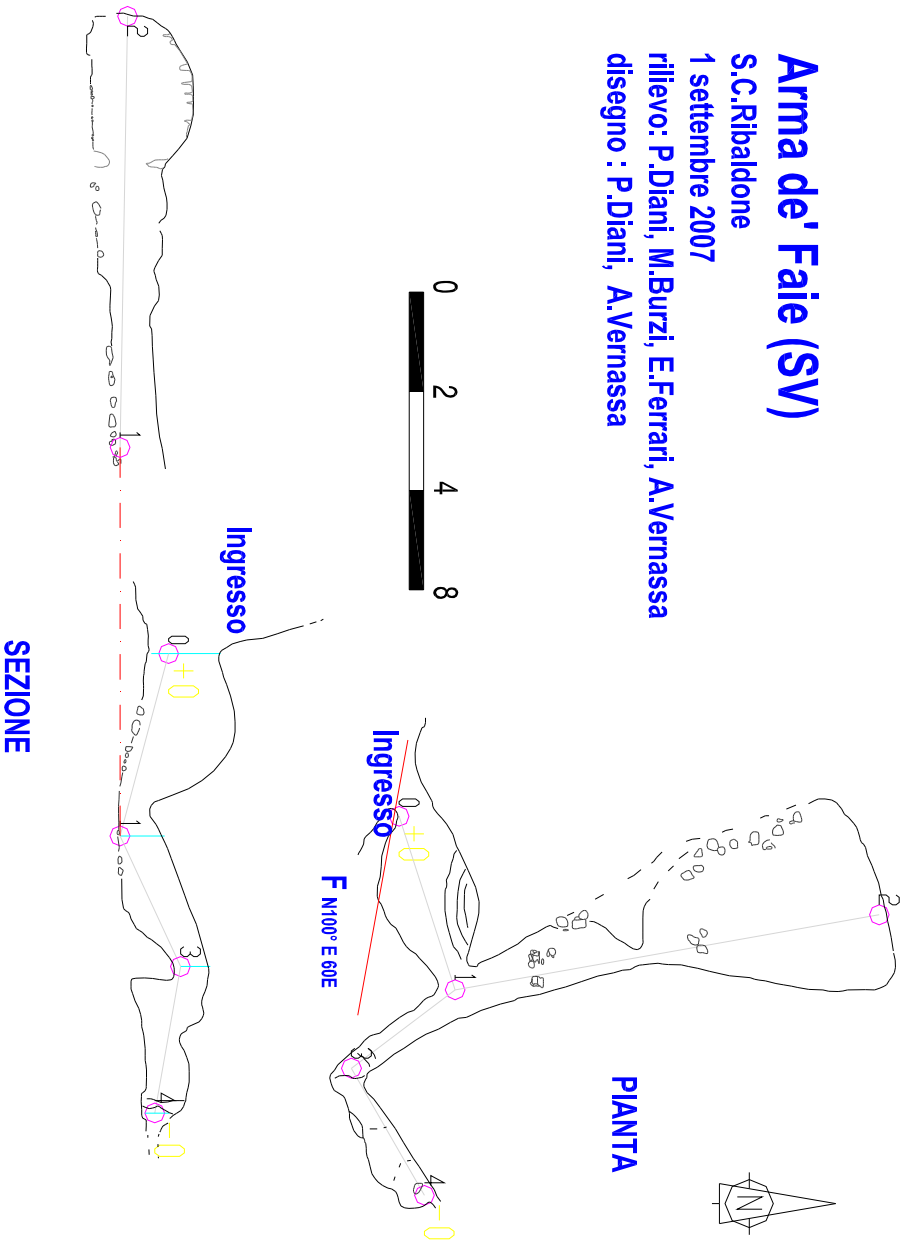 Arma de' Faie (SV)
S.C.Ribaldone
1 settembre 2007
rilievo: P.Diani, M.Burzi, E.Ferrari, A.Vernassa
disegno : P.Diani, A.Vernassa
0 2 4 8
N
PIANTA
Ingresso
0
+0
1
2
3
4
-0
F N100° E 60E
Ingresso
0
+0
1
2
1
3
4
-0
SEZIONE